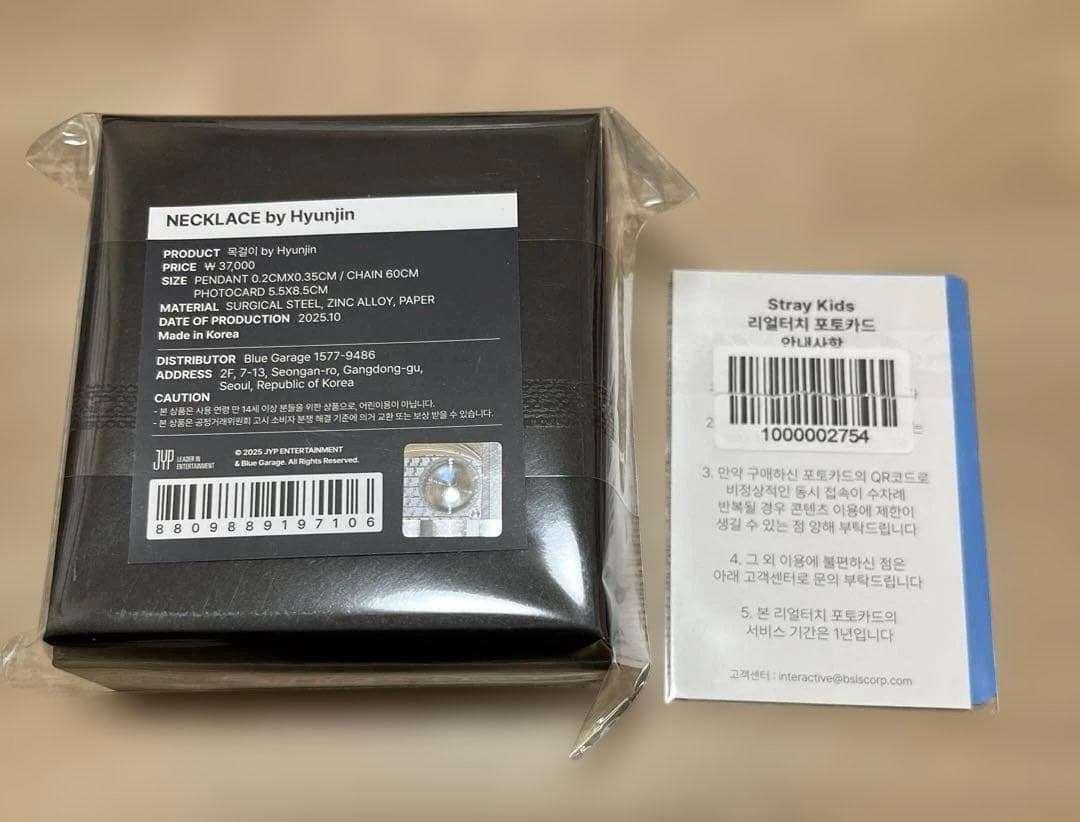 NECKLACE by Hyunjin
PRODUCT 목걸이 by Hyunjin
PRICE ₩ 37,000
SIZE PENDANT 0.2CMX0.35CM / CHAIN 60CM
PHOTOCARD 5.5X8.5CM
MATERIAL SURGICAL STEEL, ZINC ALLOY, PAPER
DATE OF PRODUCTION 2025.10
Made in Korea
DISTRIBUTOR Blue Garage 1577-9486
ADDRESS 2F, 7-13, Seongan-ro, Gangdong-gu,
Seoul, Republic of Korea
CAUTION
- 본 상품은 사용 연령 만 14세 이상 분들을 위한 상품으로, 어린이용이 아닙니다.
- 본 상품은 공정거래위원회 고시 소비자 분쟁 해결 기준에 의거 교환 또는 보상 받을 수 있습니다.
JYP LEADER IN
ENTERTAINMENT
© 2025 JYP ENTERTAINMENT
& Blue Garage. All Rights Reserved.
8809889197106
Stray Kids
리얼터치 포토카드
안내사항
1000002754
3. 만약 구매하신 포토카드의 QR코드로
비정상적인 동시 접속이 수차례
반복될 경우 콘텐츠 이용에 제한이
생길 수 있는 점 양해 부탁드립니다
4. 그 외 이용에 불편하신 점은
아래 고객센터로 문의 부탁드립니다
5. 본 리얼터치 포토카드의
서비스 기간은 1년입니다
고객센터 : interactive@bslscorp.com